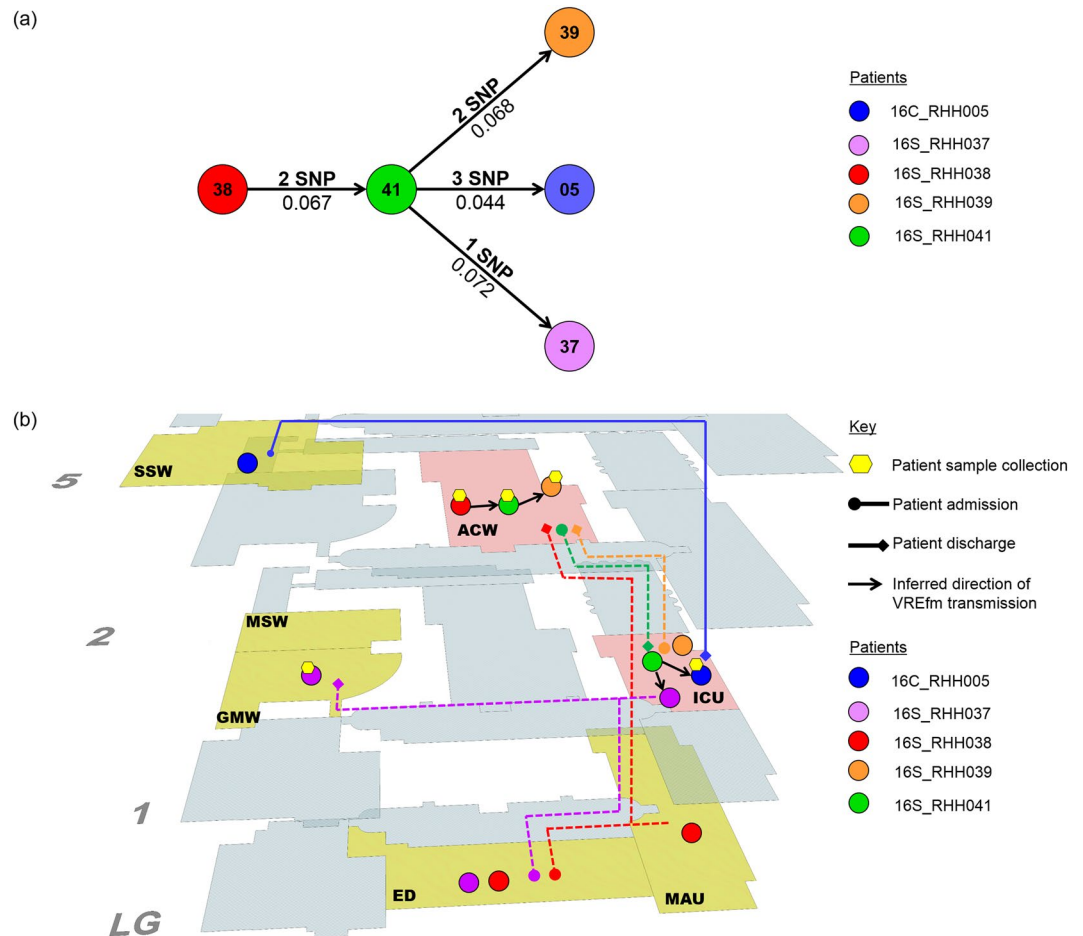 (a)
39
2 SNP
0.068
38
2 SNP
0.067
41
3 SNP
0.044
05
1 SNP
0.072
37
Patients
16C_RHH005
16S_RHH037
16S_RHH038
16S_RHH039
16S_RHH041
(b)
5
SSW
ACW
2
MSW
GMW
ICU
1
ED
MAU
LG
Key
Patient sample collection
Patient admission
Patient discharge
Inferred direction of
VREfm transmission
Patients
16C_RHH005
16S_RHH037
16S_RHH038
16S_RHH039
16S_RHH041